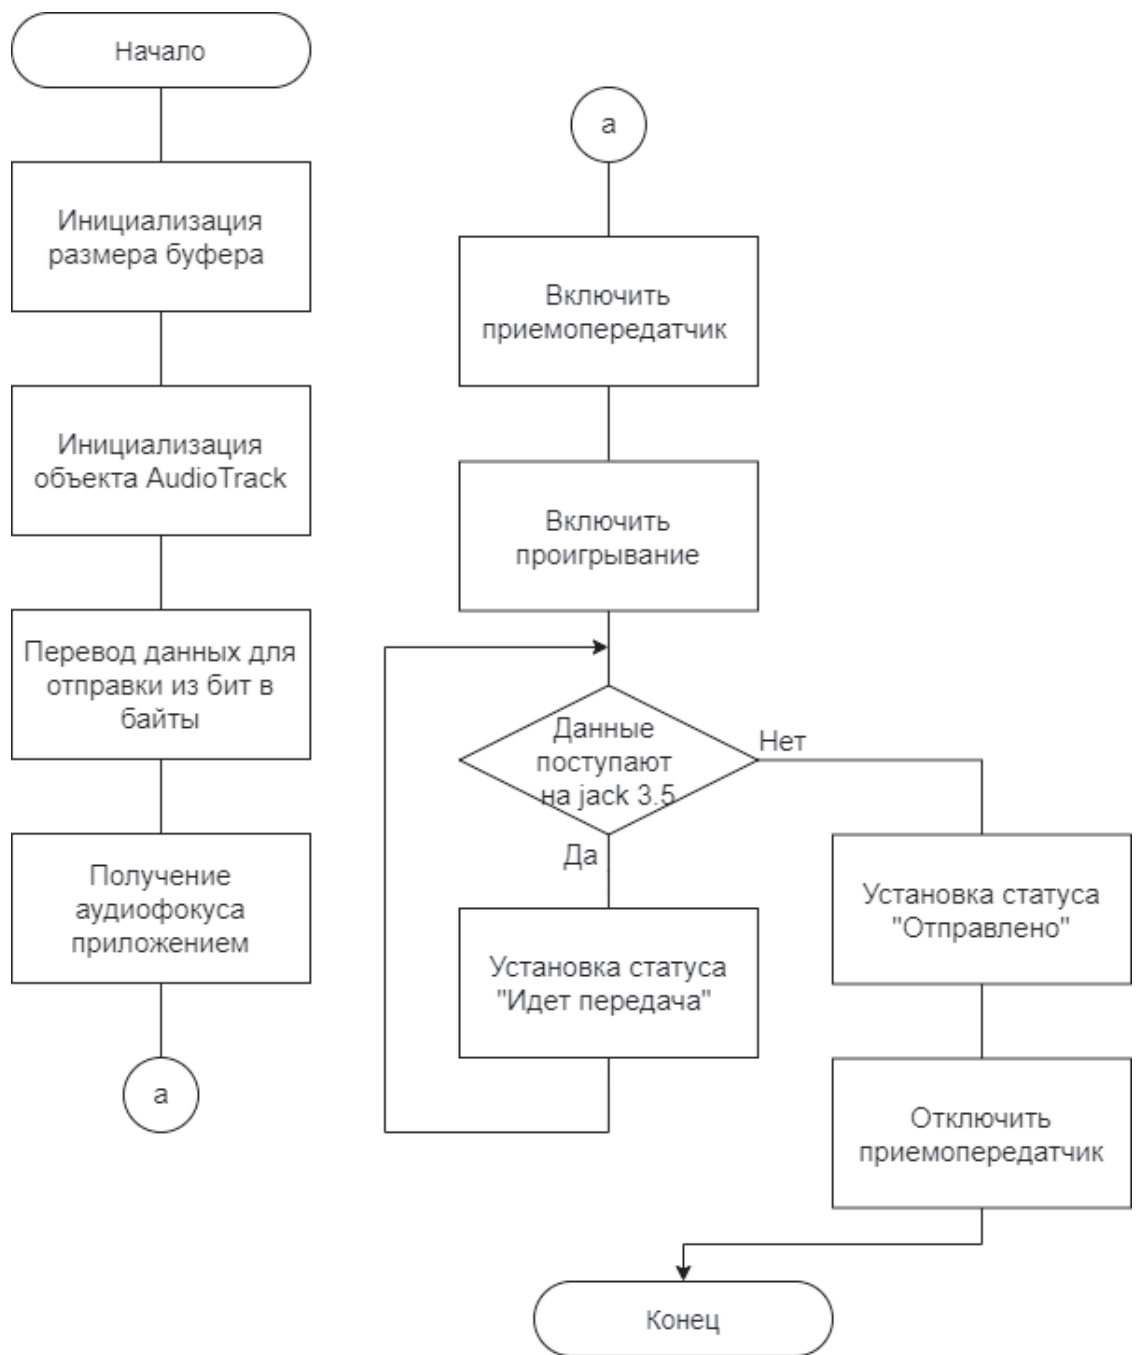 Начало
Инициализация
размера буфера
Инициализация
объекта AudioTrack
Перевод данных для
отправки из бит в
байты
Получение
аудиофокуса
приложением
а
а
Включить
приемопередатчик
Включить
проигрывание
Данные
поступают
на jack 3.5
Нет
Да
Установка статуса
"Идет передача"
Установка статуса
"Отправлено"
Отключить
приемопередатчик
Конец